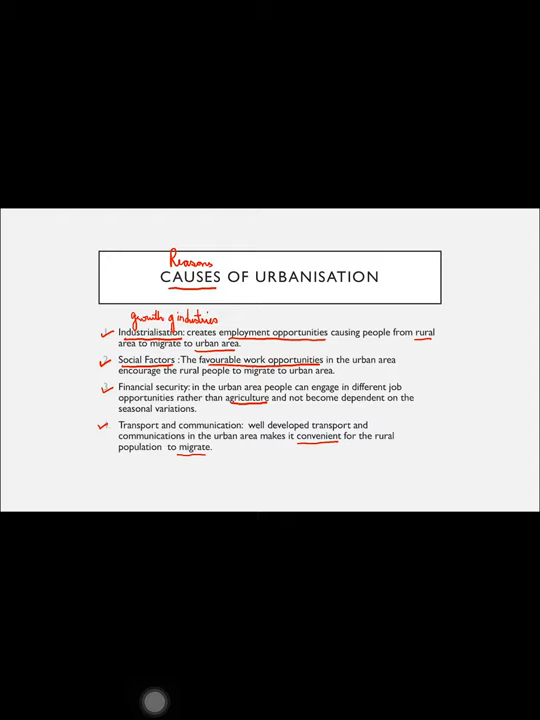 Reasons
CAUSES OF URBANISATION
growth of industries
1. Industrialisation: creates employment opportunities causing people from rural
area to migrate to urban area.
2. Social Factors : The favourable work opportunities in the urban area
encourage the rural people to migrate to urban area.
3. Financial security: in the urban area people can engage in different job
opportunities rather than agriculture and not become dependent on the
seasonal variations.
4. Transport and communication: well developed transport and
communications in the urban area makes it convenient for the rural
population to migrate.